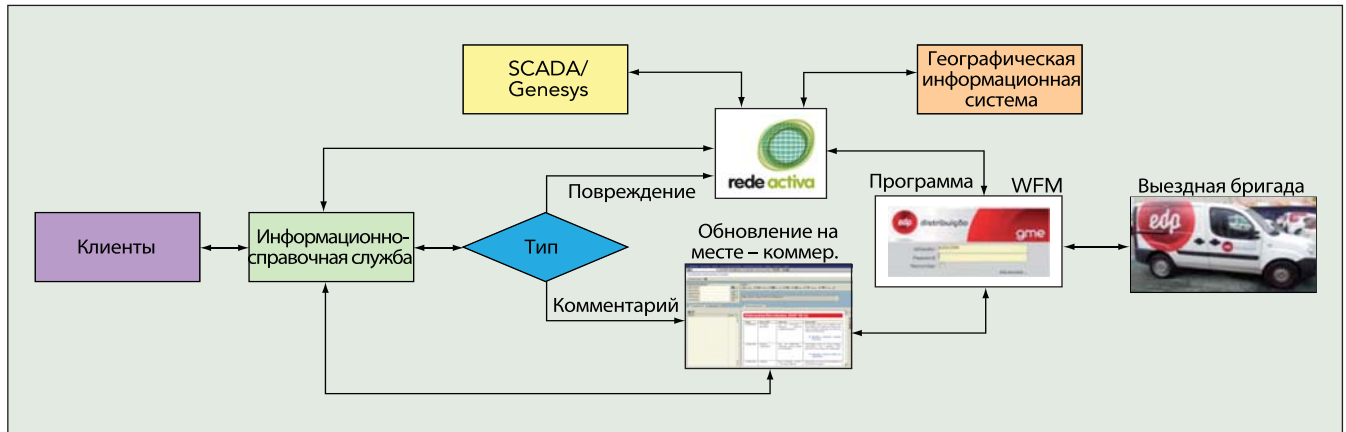 SCADA/
Genesys
Географическая
информационная
система
rede activa
Повреждение
Программа WFM
Выездная бригада
Клиенты
Информационно-
справочная служба
Тип
Обновление на
месте – коммер.
edp distribuição
gme
edp
Комментарий